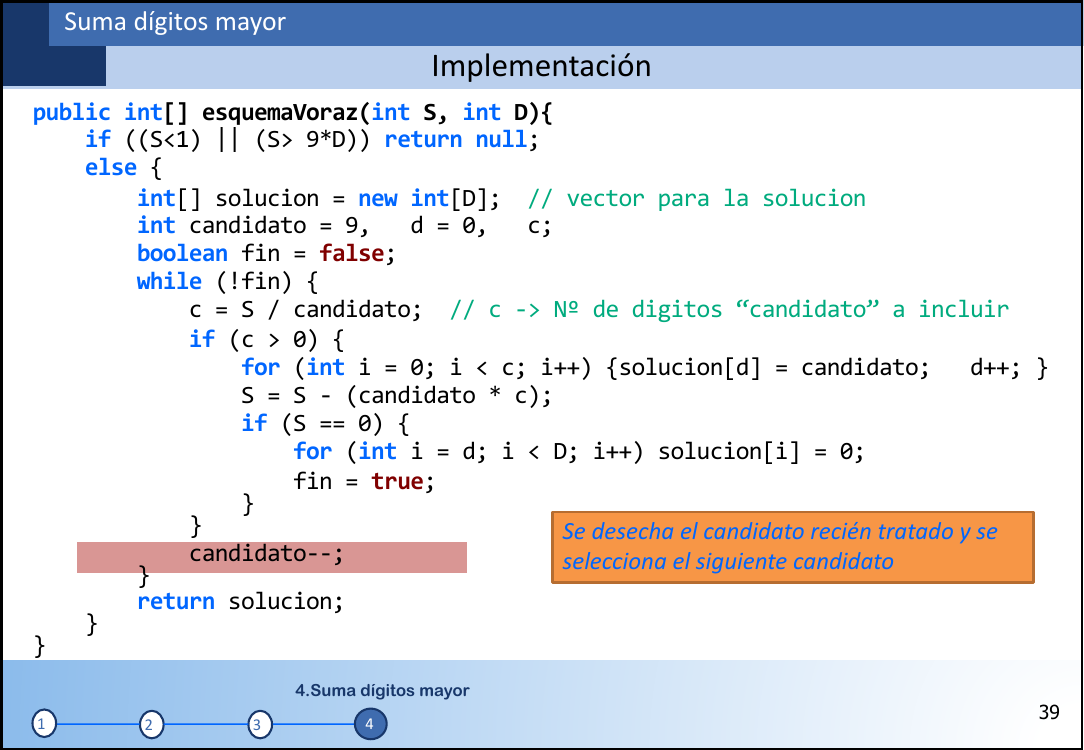 Suma dígitos mayor
Implementación
public int[] esquemaVoraz(int S, int D){
if ((S<1) || (S> 9*D)) return null;
else {
int[] solucion = new int[D];  // vector para la solucion
int candidato = 9,   d = 0,   c;
boolean fin = false;
while (!fin) {
c = S / candidato;  // c -> Nº de digitos “candidato” a incluir
if (c > 0) {
for (int i = 0; i < c; i++) {solucion[d] = candidato;   d++; }
S = S - (candidato * c);
if (S == 0) {
for (int i = d; i < D; i++) solucion[i] = 0;
fin = true;
}
}
candidato--;
}
return solucion;
}
}
Se desecha el candidato recién tratado y se
selecciona el siguiente candidato
4.Suma dígitos mayor
1 2 3 4
39